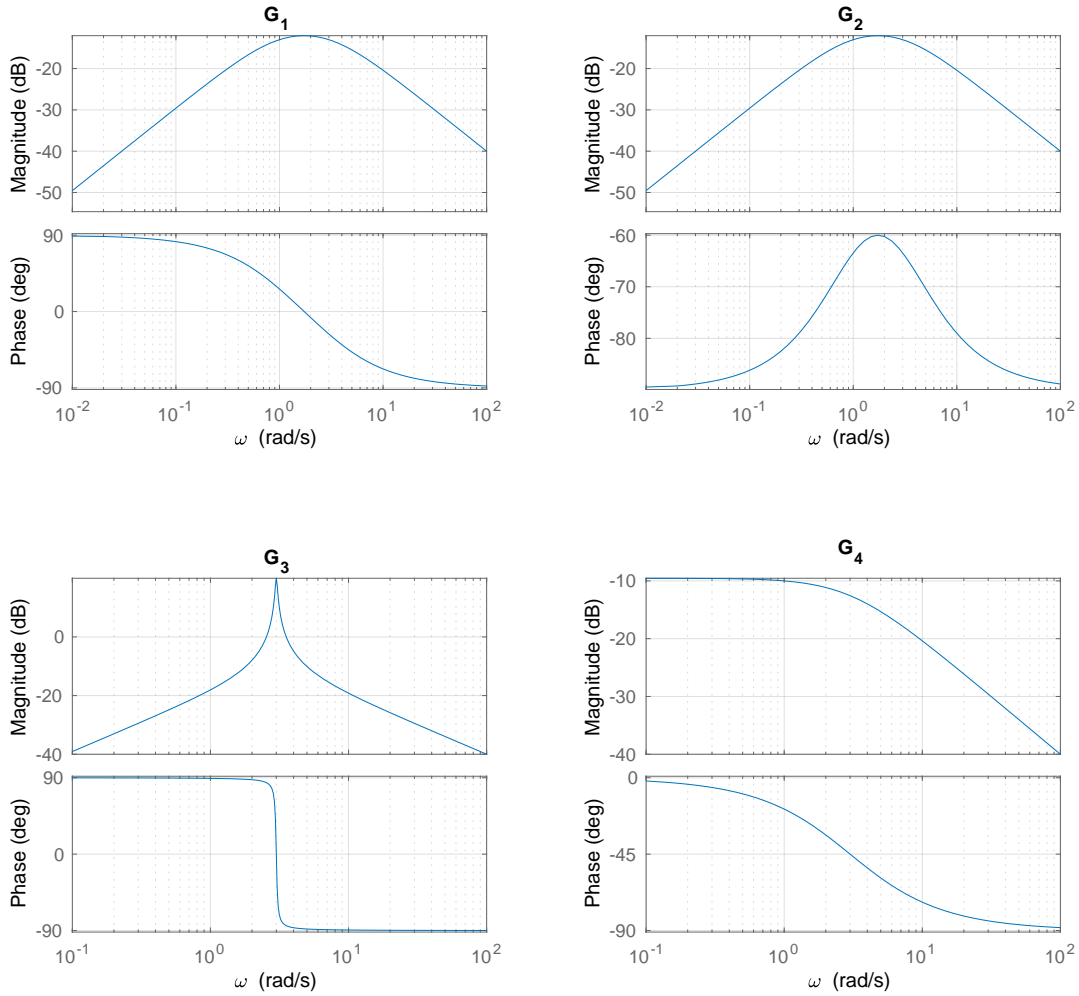 G1
Magnitude (dB)
-20
-30
-40
-50
Phase (deg)
90
0
-90
10-2 10-1 100 101 102
ω (rad/s)
G2
Magnitude (dB)
-20
-30
-40
-50
Phase (deg)
-60
-70
-80
10-2 10-1 100 101 102
ω (rad/s)
G3
Magnitude (dB)
0
-20
-40
Phase (deg)
90
0
-90
10-1 100 101 102
ω (rad/s)
G4
Magnitude (dB)
-10
-20
-30
-40
Phase (deg)
0
-45
-90
10-1 100 101 102
ω (rad/s)